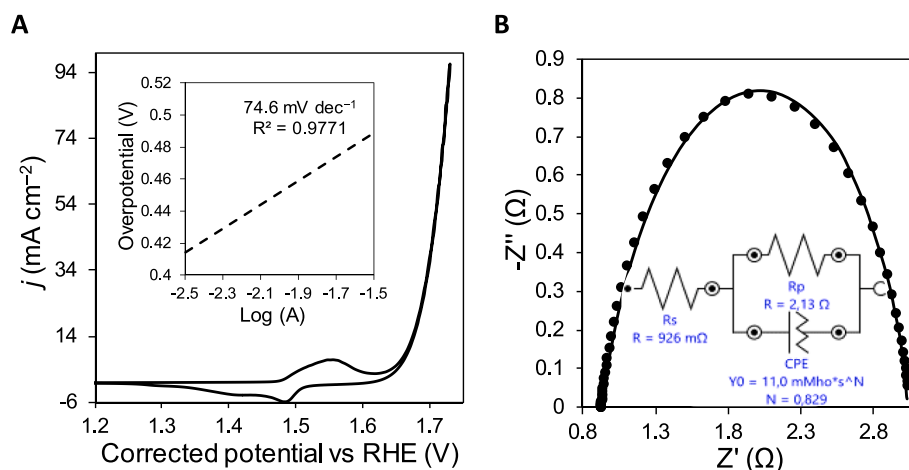 A
j (mA cm⁻²)
94
74
54
34
14
-6
1.2
1.3
1.4
1.5
1.6
1.7
Corrected potential vs RHE (V)
74.6 mV dec⁻¹
R² = 0.9771
Overpotential (V)
0.52
0.5
0.48
0.46
0.44
0.42
0.4
-2.5
-2.3
-2.1
-1.9
-1.7
-1.5
Log (A)
B
-Z'' (Ω)
0.9
0.8
0.7
0.6
0.5
0.4
0.3
0.2
0.1
0
0.8
1.3
1.8
2.3
2.8
Z' (Ω)
Rs
R = 926 mΩ
Rp
R = 2,13 Ω
CPE
Y0 = 11,0 mMho*s^N
N = 0,829